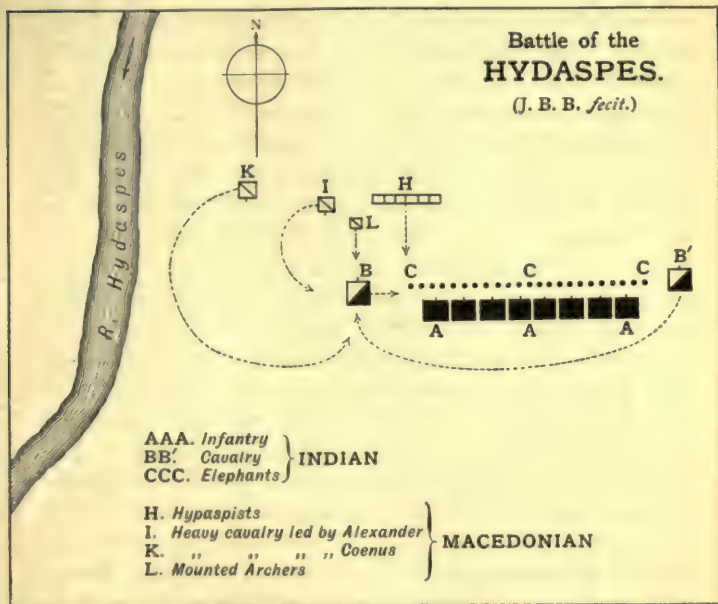 Battle of the
HYDASPES.
(J. B. B. fecit.)
N
R. Hydaspes
K
I
H
L
B
C C C
B'
A A A
AAA. Infantry
BB'. Cavalry
CCC. Elephants
INDIAN
H. Hypaspists
I. Heavy cavalry led by Alexander
K. „ „ „ „ Coenus
L. Mounted Archers
MACEDONIAN